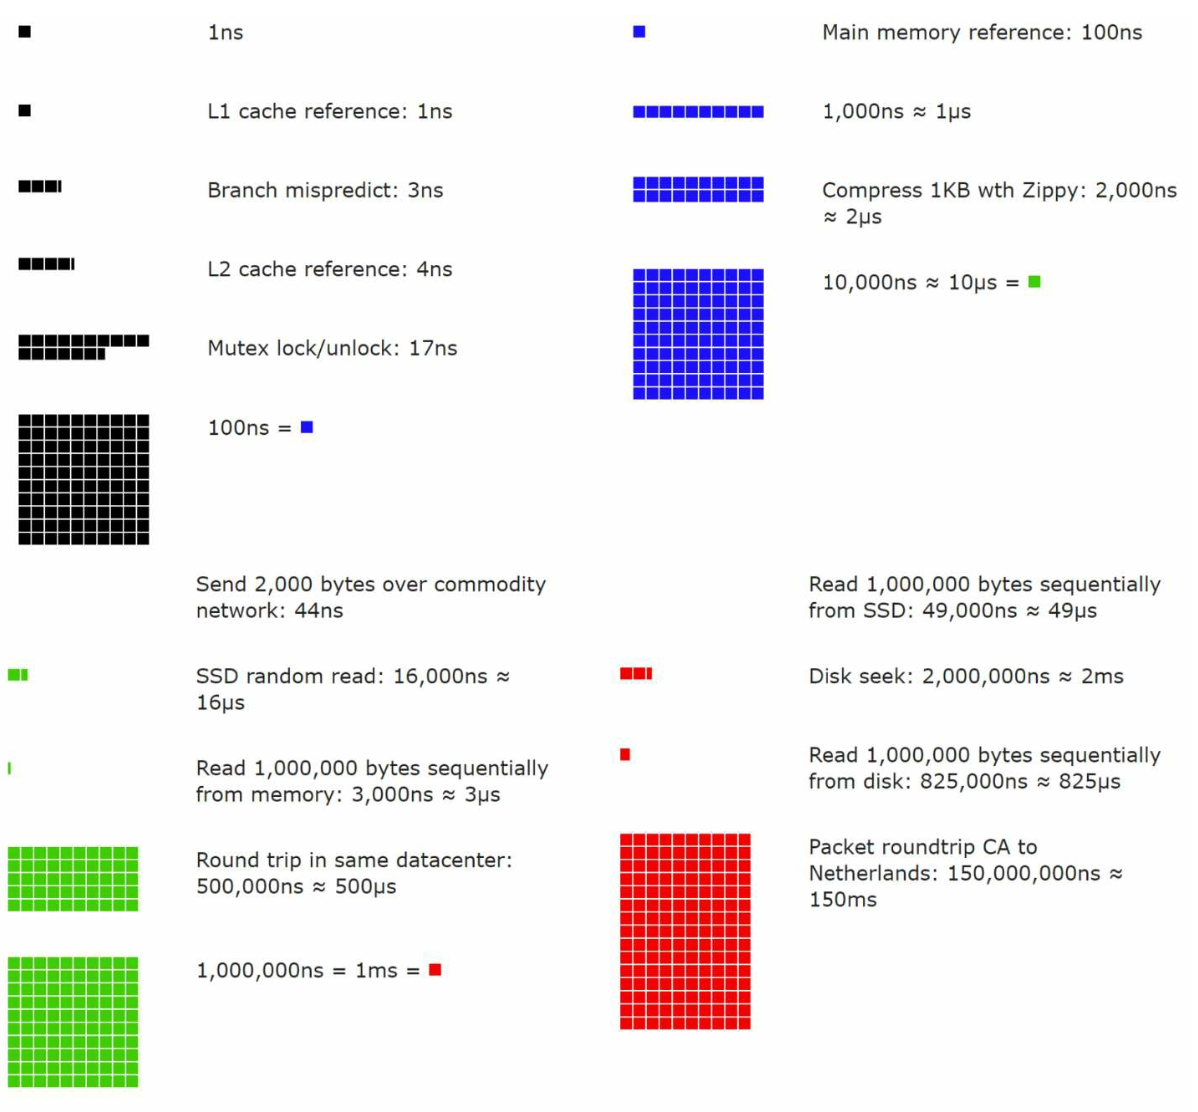 1ns
L1 cache reference: 1ns
Branch mispredict: 3ns
L2 cache reference: 4ns
Mutex lock/unlock: 17ns
100ns =
Main memory reference: 100ns
1,000ns ≈ 1μs
Compress 1KB wth Zippy: 2,000ns
≈ 2μs
10,000ns ≈ 10μs =
Send 2,000 bytes over commodity
network: 44ns
SSD random read: 16,000ns ≈
16μs
Read 1,000,000 bytes sequentially
from memory: 3,000ns ≈ 3μs
Round trip in same datacenter:
500,000ns ≈ 500μs
1,000,000ns = 1ms =
Read 1,000,000 bytes sequentially
from SSD: 49,000ns ≈ 49μs
Disk seek: 2,000,000ns ≈ 2ms
Read 1,000,000 bytes sequentially
from disk: 825,000ns ≈ 825μs
Packet roundtrip CA to
Netherlands: 150,000,000ns ≈
150ms